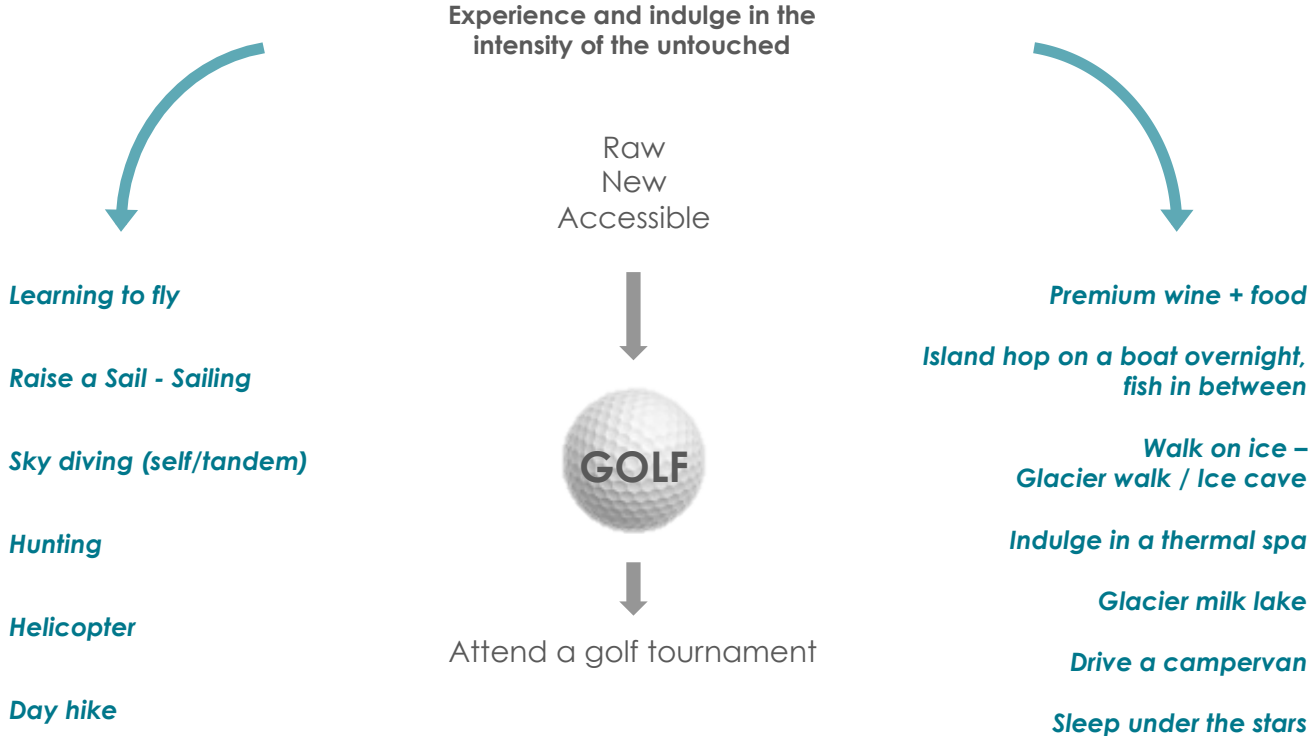 Experience and indulge in the
intensity of the untouched
Raw
New
Accessible
GOLF
Attend a golf tournament
Learning to fly
Raise a Sail - Sailing
Sky diving (self/tandem)
Hunting
Helicopter
Day hike
Premium wine + food
Island hop on a boat overnight,
fish in between
Walk on ice –
Glacier walk / Ice cave
Indulge in a thermal spa
Glacier milk lake
Drive a campervan
Sleep under the stars